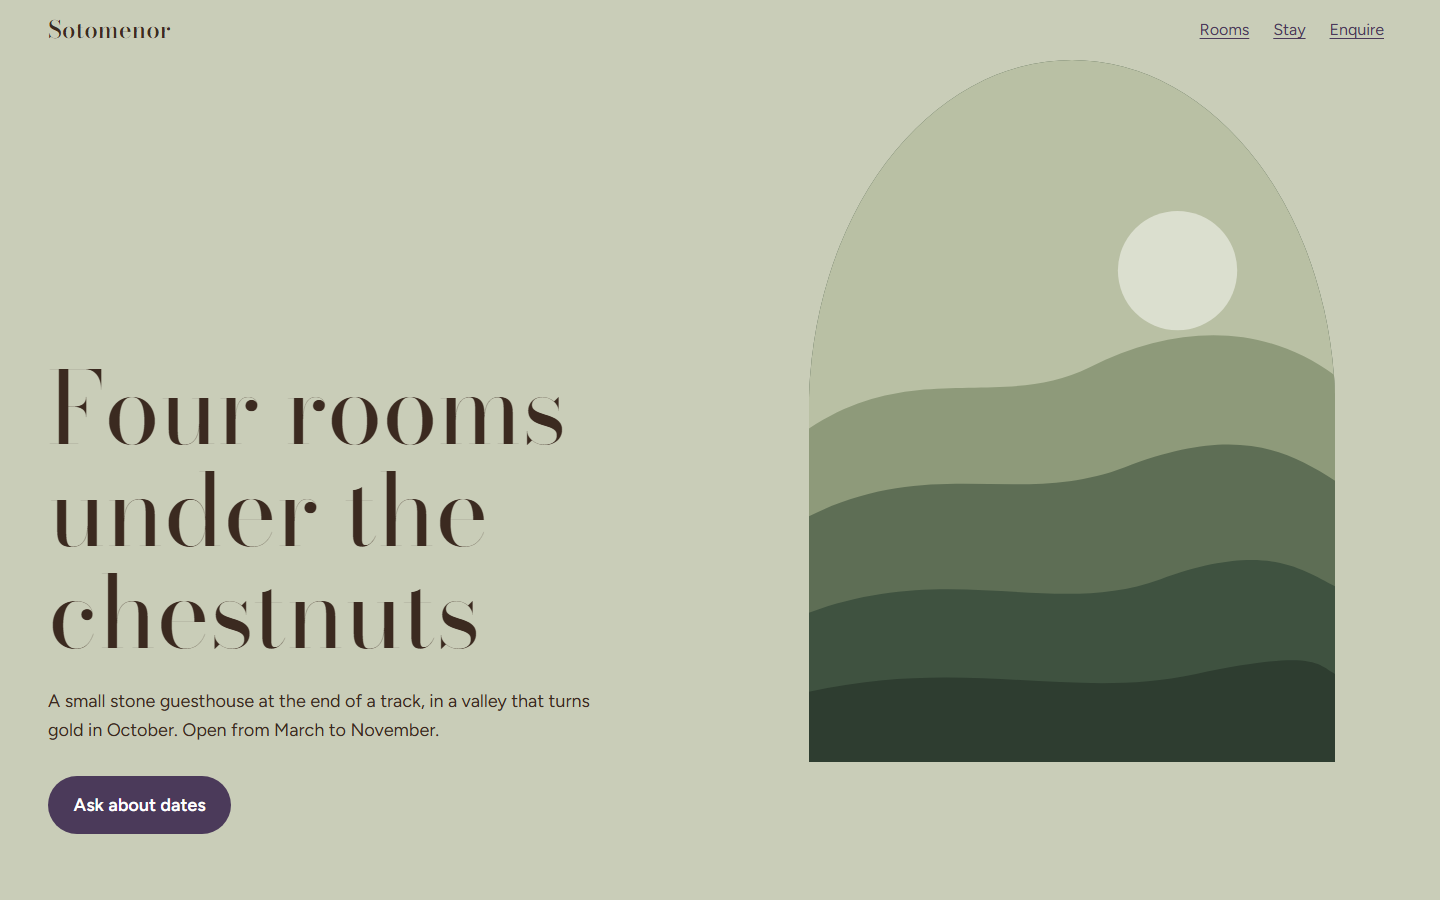 Sotomenor
Rooms Stay Enquire
Four rooms
under the
chestnuts
A small stone guesthouse at the end of a track, in a valley that turns
gold in October. Open from March to November.
Ask about dates